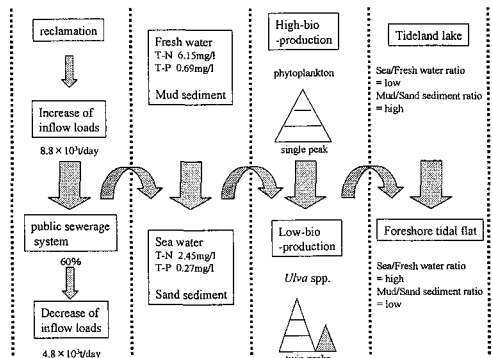 reclamation
Increase of
inflow loads
8.8 × 10³t/day
public sewerage
system
60%
Decrease of
inflow loads
4.8 × 10³t/day
Fresh water
T-N 6.15mg/l
T-P 0.69mg/l
Mud sediment
Sea water
T-N 2.45mg/l
T-P 0.27mg/l
Sand sediment
High-bio
-production
phytoplankton
single peak
Low-bio
-production
Ulva spp.
twin peaks
Tideland lake
Sea/Fresh water ratio
= low
Mud/Sand sediment ratio
= high
Foreshore tidal flat
Sea/Fresh water ratio
= high
Mud/Sand sediment ratio
= low